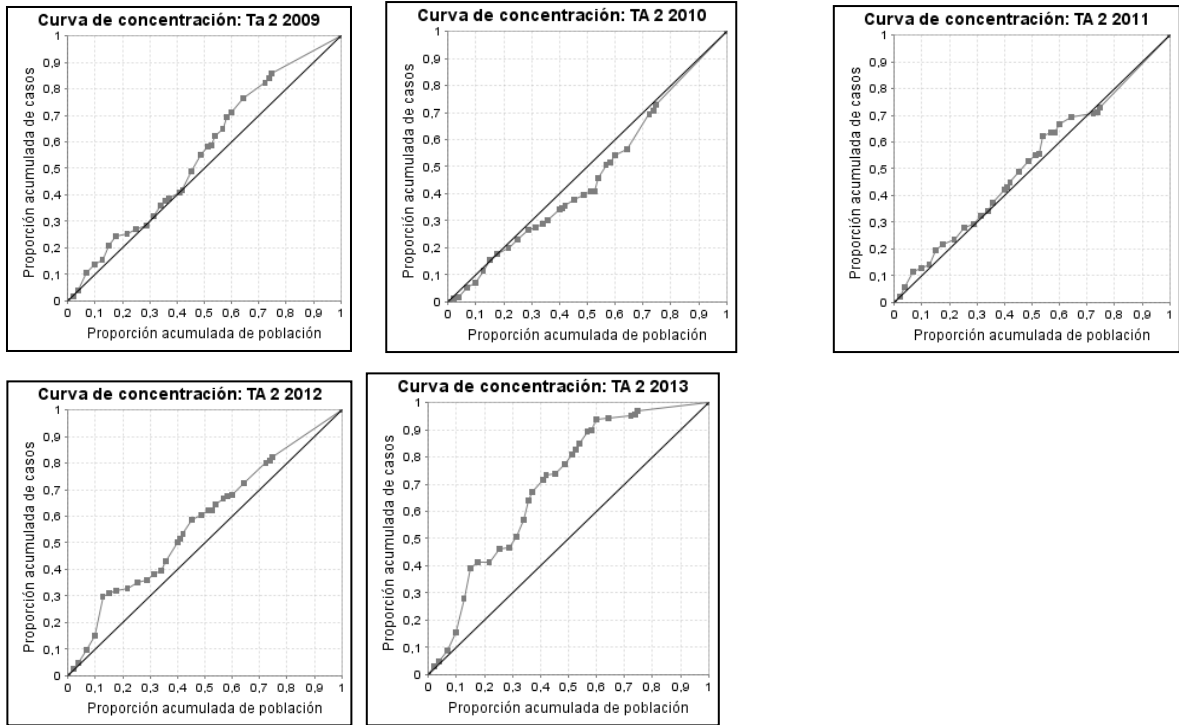 Curva de concentración: Ta 2 2009
Proporción acumulada de casos
1
0,9
0,8
0,7
0,6
0,5
0,4
0,3
0,2
0,1
0
0 0,1 0,2 0,3 0,4 0,5 0,6 0,7 0,8 0,9 1
Proporción acumulada de población
Curva de concentración: TA 2 2010
Proporción acumulada de casos
1
0,9
0,8
0,7
0,6
0,5
0,4
0,3
0,2
0,1
0
0 0,1 0,2 0,3 0,4 0,5 0,6 0,7 0,8 0,9 1
Proporción acumulada de población
Curva de concentración: TA 2 2011
Proporción acumulada de casos
1
0,9
0,8
0,7
0,6
0,5
0,4
0,3
0,2
0,1
0
0 0,1 0,2 0,3 0,4 0,5 0,6 0,7 0,8 0,9 1
Proporción acumulada de población
Curva de concentración: TA 2 2012
Proporción acumulada de casos
1
0,9
0,8
0,7
0,6
0,5
0,4
0,3
0,2
0,1
0
0 0,1 0,2 0,3 0,4 0,5 0,6 0,7 0,8 0,9 1
Proporción acumulada de población
Curva de concentración: TA 2 2013
Proporción acumulada de casos
1
0,9
0,8
0,7
0,6
0,5
0,4
0,3
0,2
0,1
0
0 0,1 0,2 0,3 0,4 0,5 0,6 0,7 0,8 0,9 1
Proporción acumulada de población